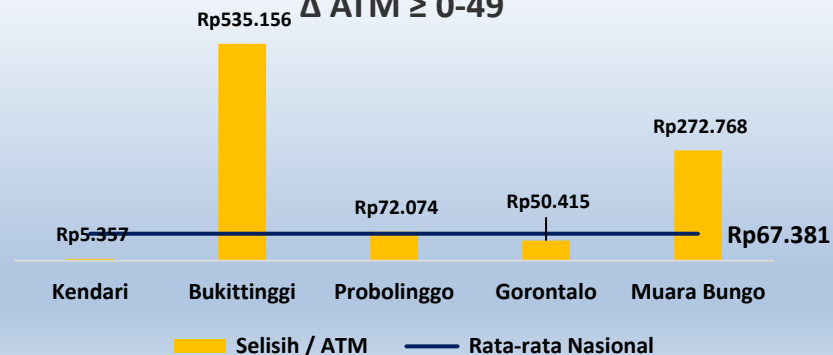 Δ ATM ≥ 0-49
Rp535.156
Rp272.768
Rp72.074
Rp50.415
Rp5.357
Rp67.381
Kendari Bukittinggi Probolinggo Gorontalo Muara Bungo
Selisih / ATM Rata-rata Nasional